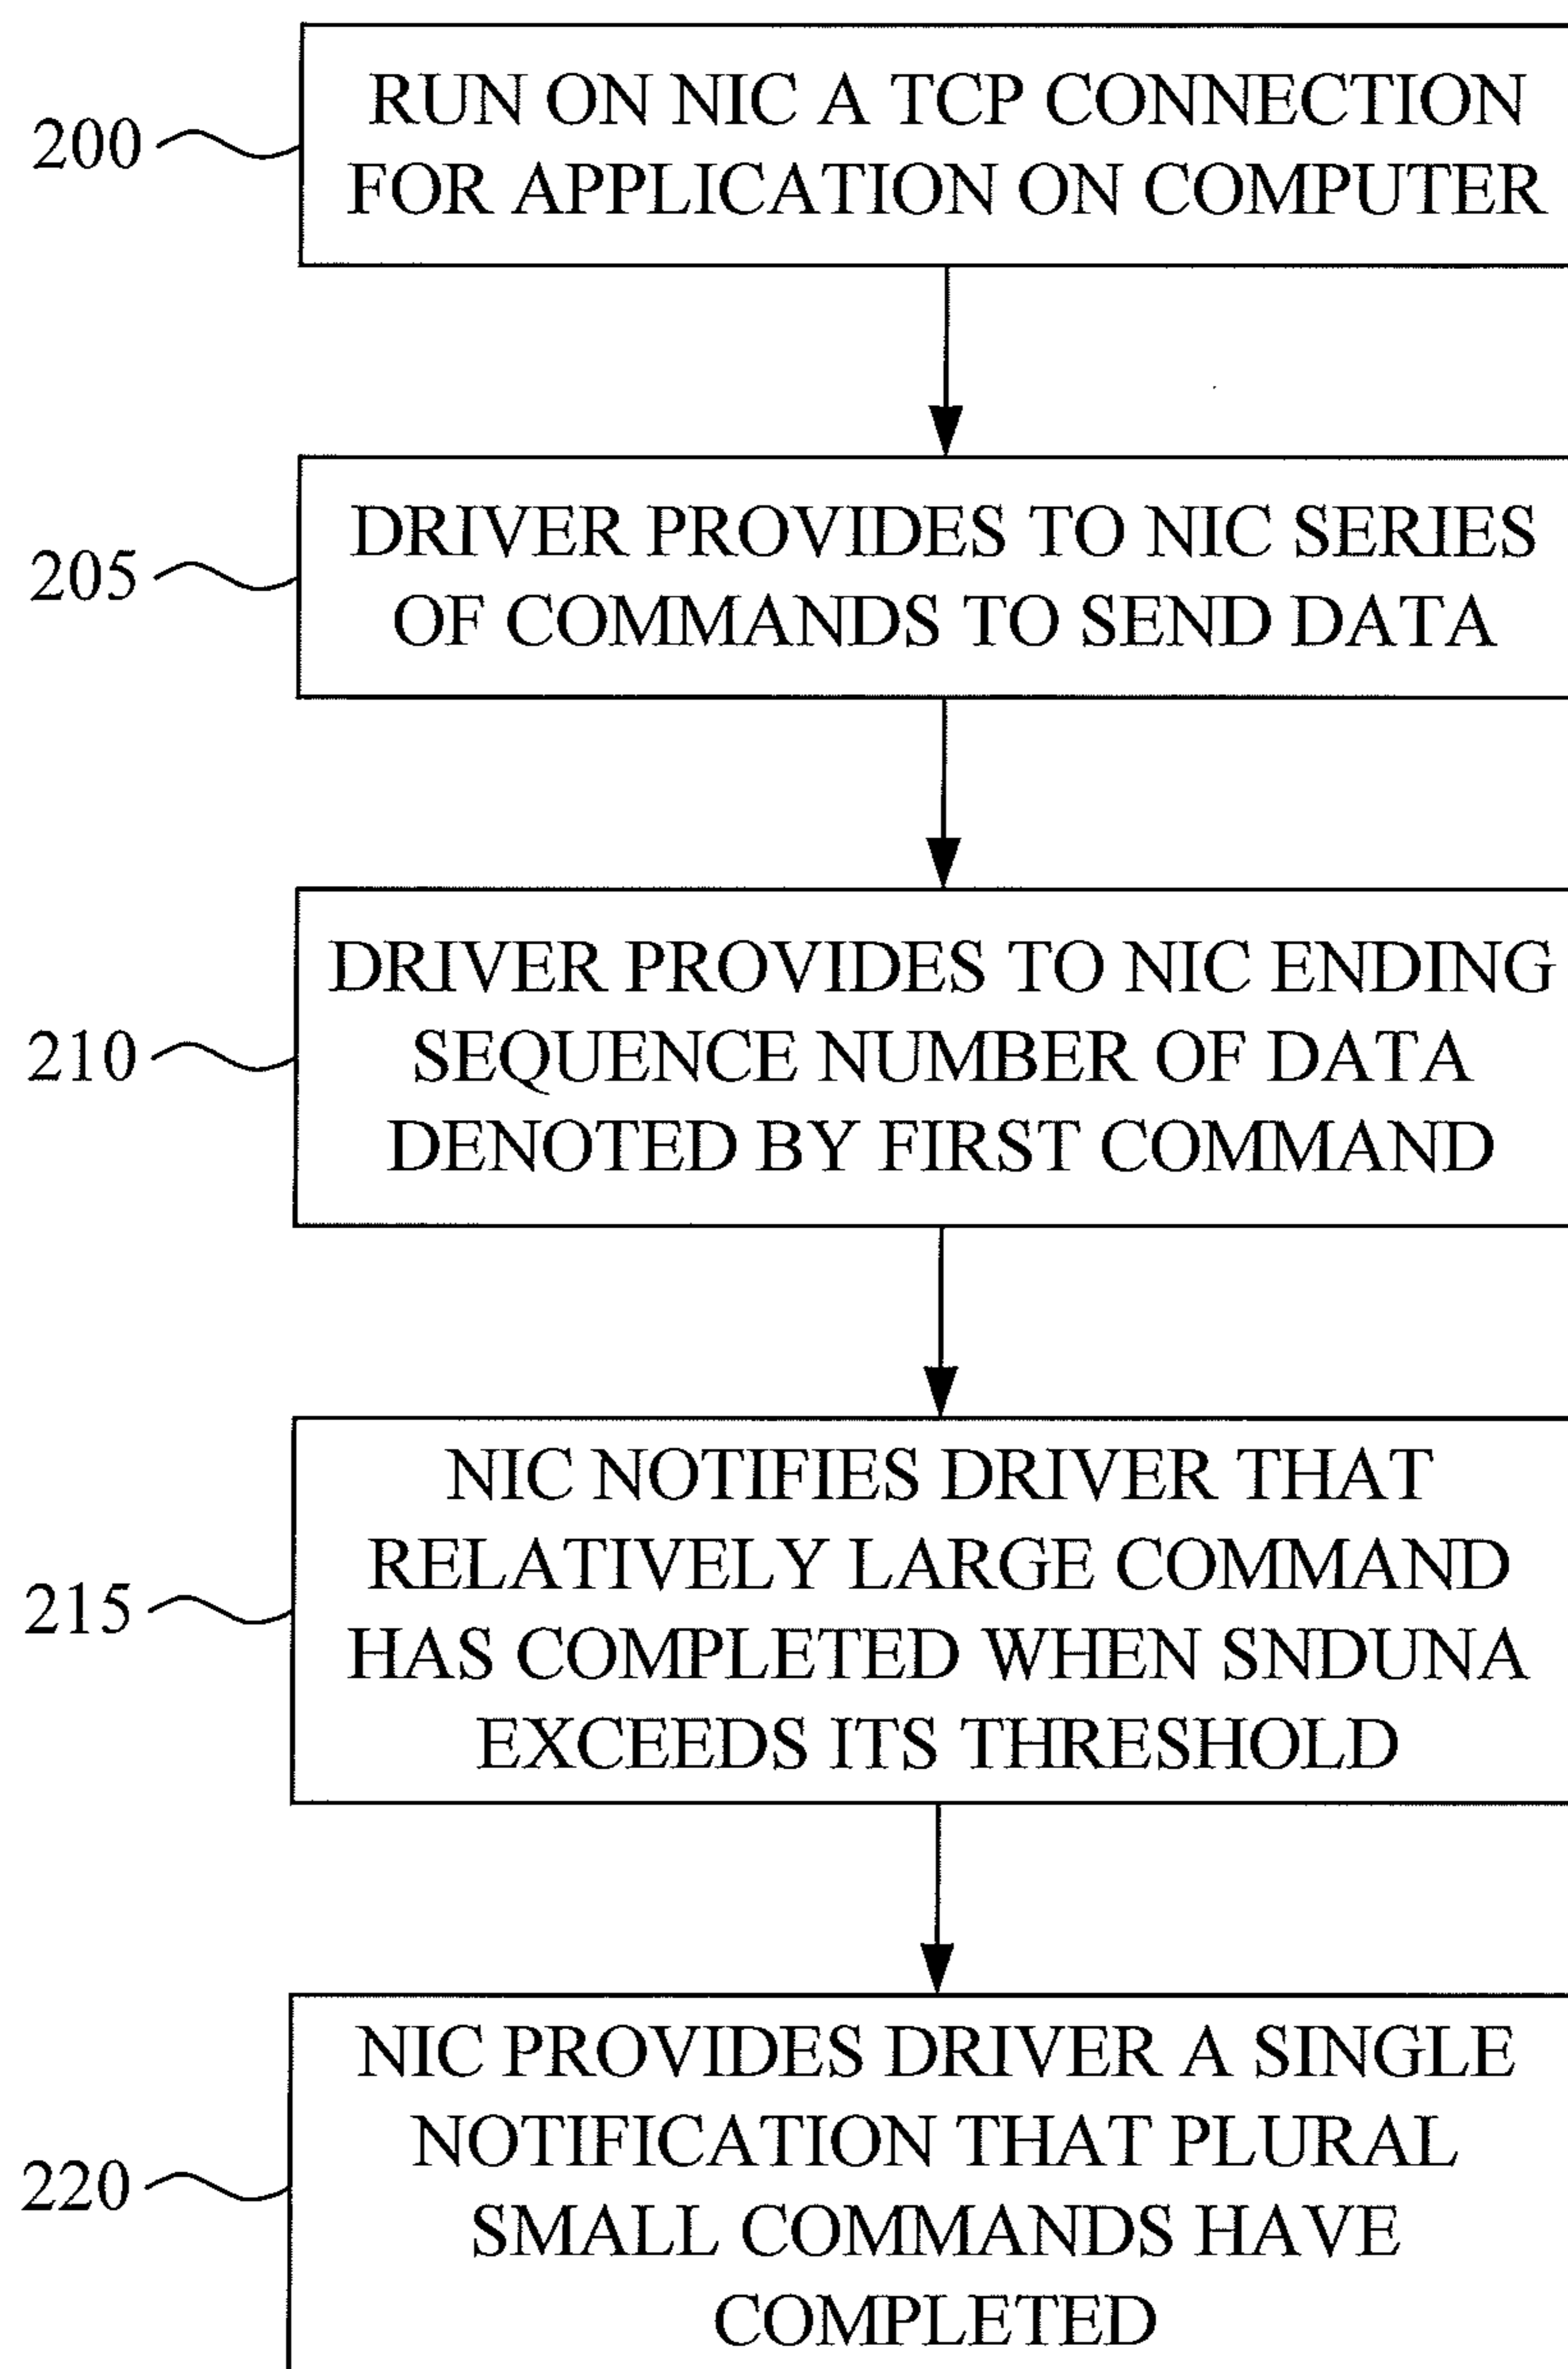 200
RUN ON NIC A TCP CONNECTION
FOR APPLICATION ON COMPUTER
205
DRIVER PROVIDES TO NIC SERIES
OF COMMANDS TO SEND DATA
210
DRIVER PROVIDES TO NIC ENDING
SEQUENCE NUMBER OF DATA
DENOTED BY FIRST COMMAND
215
NIC NOTIFIES DRIVER THAT
RELATIVELY LARGE COMMAND
HAS COMPLETED WHEN SNDUNA
EXCEEDS ITS THRESHOLD
220
NIC PROVIDES DRIVER A SINGLE
NOTIFICATION THAT PLURAL
SMALL COMMANDS HAVE
COMPLETED